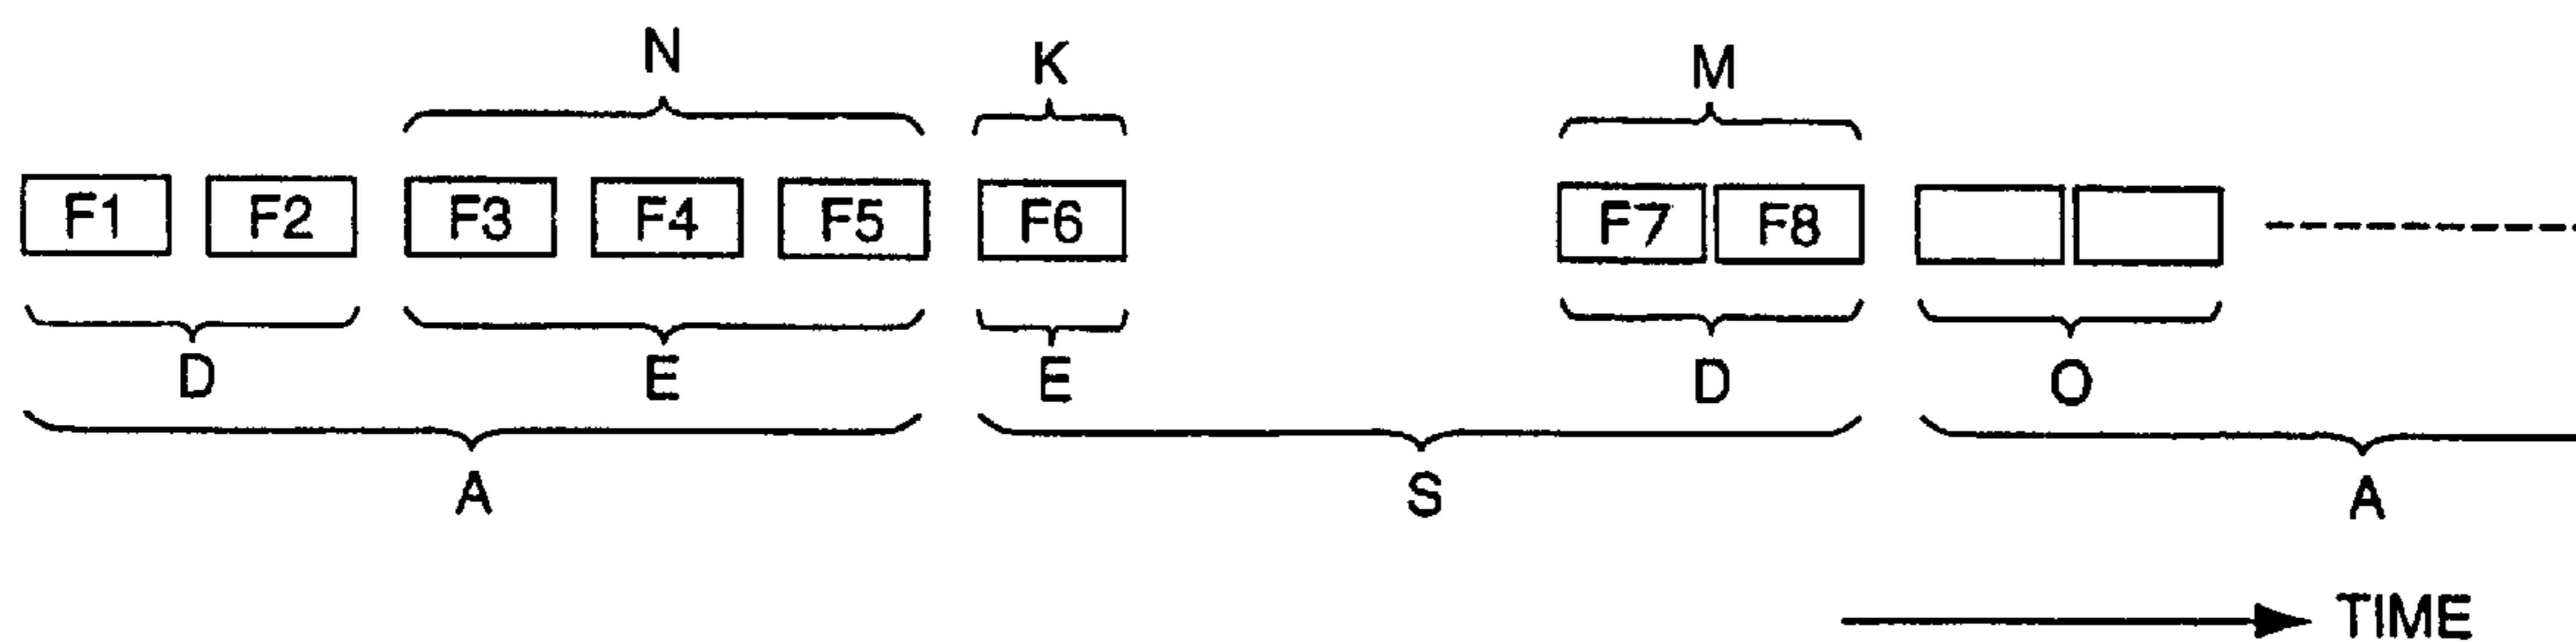 N K M
F1 F2 F3 F4 F5 F6 F7 F8
D E E D O
A S A
TIME